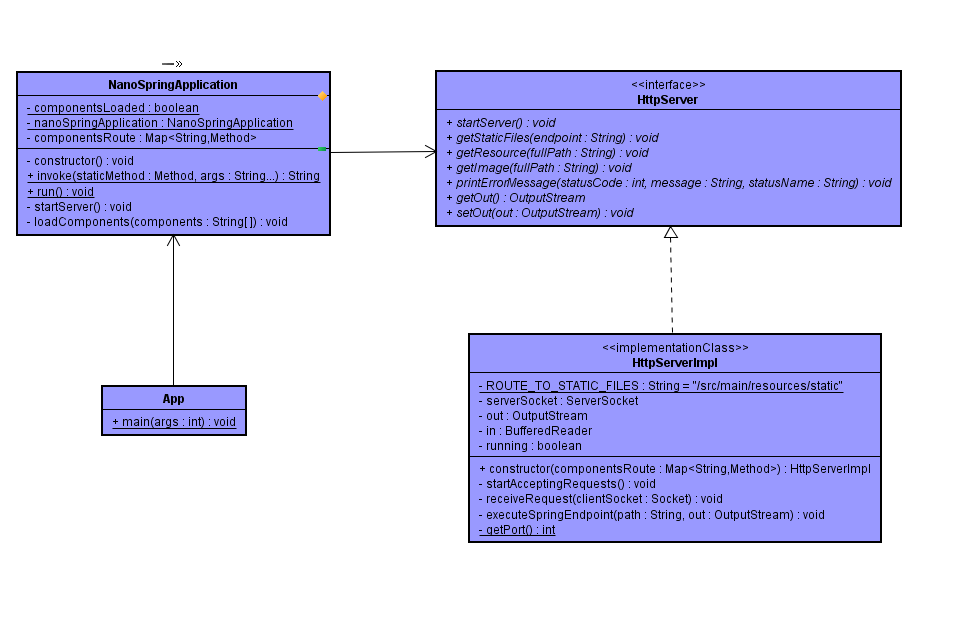 NanoSpringApplication
- componentsLoaded : boolean
- nanoSpringApplication : NanoSpringApplication
- componentsRoute : Map<String,Method>
- constructor() : void
+ invoke(staticMethod : Method, args : String...) : String
+ run() : void
- startServer() : void
- loadComponents(components : String[ ]) : void
<<interface>>
HttpServer
+ startServer() : void
+ getStaticFiles(endpoint : String) : void
+ getResource(fullPath : String) : void
+ getImage(fullPath : String) : void
+ printErrorMessage(statusCode : int, message : String, statusName : String) : void
+ getOut() : OutputStream
+ setOut(out : OutputStream) : void
App
+ main(args : int) : void
<<implementationClass>>
HttpServerImpl
- ROUTE_TO_STATIC_FILES : String = "/src/main/resources/static"
- serverSocket : ServerSocket
- out : OutputStream
- in : BufferedReader
- running : boolean
+ constructor(componentsRoute : Map<String,Method>) : HttpServerImpl
- startAcceptingRequests() : void
- receiveRequest(clientSocket : Socket) : void
- executeSpringEndpoint(path : String, out : OutputStream) : void
- getPort() : int